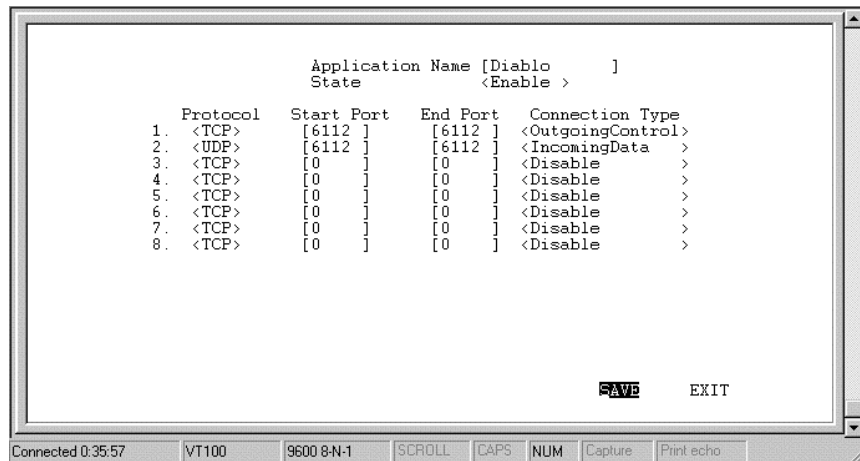 Application Name [Diablo      ]
State            <Enable >
Protocol   Start Port   End Port   Connection Type
1.  <TCP>   [6112 ]   [6112 ]   <OutgoingControl>
2.  <UDP>   [6112 ]   [6112 ]   <IncomingData   >
3.  <TCP>   [0    ]   [0    ]   <Disable        >
4.  <TCP>   [0    ]   [0    ]   <Disable        >
5.  <TCP>   [0    ]   [0    ]   <Disable        >
6.  <TCP>   [0    ]   [0    ]   <Disable        >
7.  <TCP>   [0    ]   [0    ]   <Disable        >
8.  <TCP>   [0    ]   [0    ]   <Disable        >
SAVE   EXIT
Connected 0:35:57   VT100   9600 8-N-1   SCROLL   CAPS   NUM   Capture   Print echo